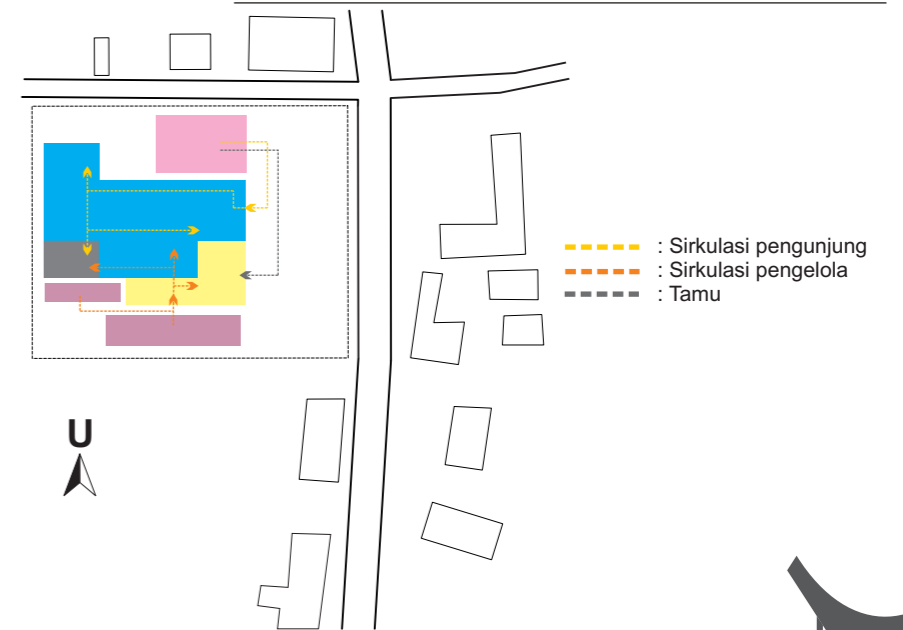 : Sirkulasi pengunjung
: Sirkulasi pengelola
: Tamu
U